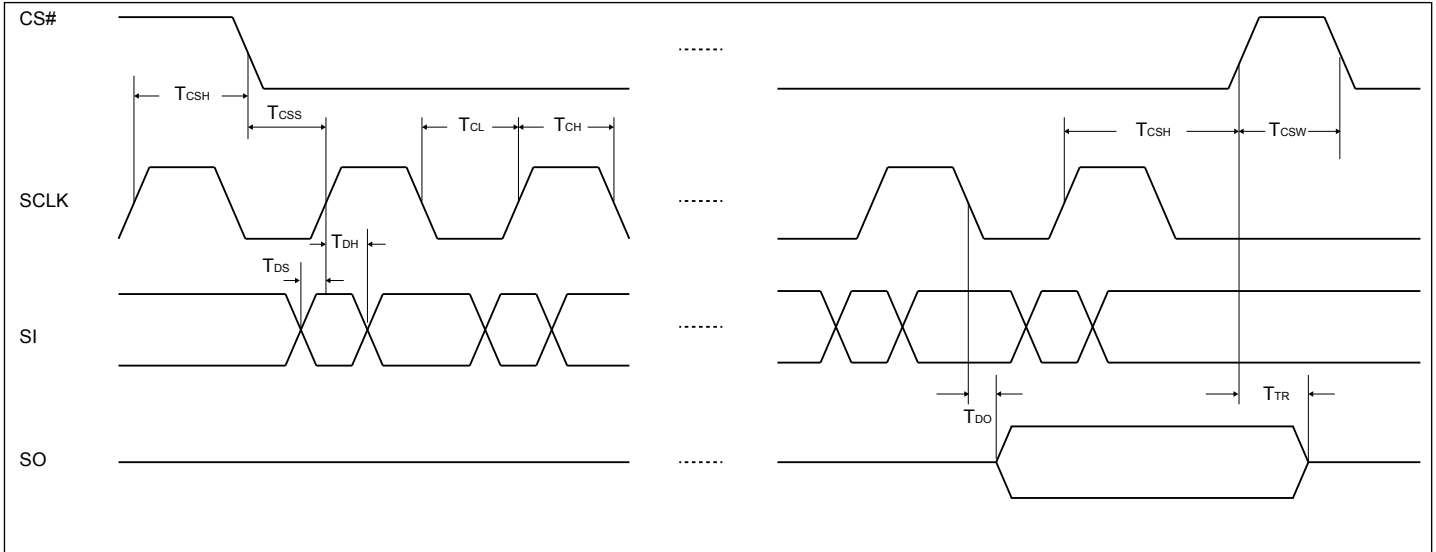 CS#
TCSH
TCSS
TCL
TCH
TCSH
TCSW
SCLK
TDH
TDS
SI
TDO
TTR
SO